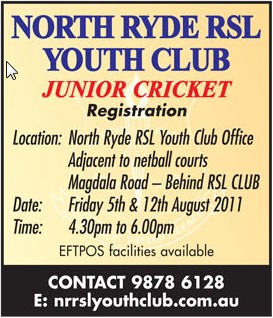 NORTH RYDE RSL
YOUTH CLUB
JUNIOR CRICKET
Registration
Location: North Ryde RSL Youth Club Office
Adjacent to netball courts
Magdala Road – Behind RSL CLUB
Date: Friday 5th & 12th August 2011
Time: 4.30pm to 6.00pm
EFTPOS facilities available
CONTACT 9878 6128
E: nrrslyouthclub.com.au